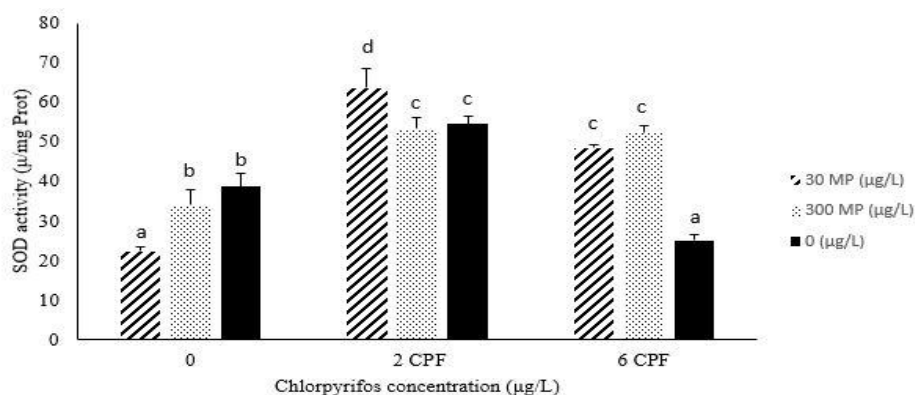 SOD activity (µ/mg Prot)
80
70
60
50
40
30
20
10
0
a
b
b
d
c
c
c
c
a
0
2 CPF
6 CPF
Chlorpyrifos concentration (µg/L)
30 MP (µg/L)
300 MP (µg/L)
0 (µg/L)